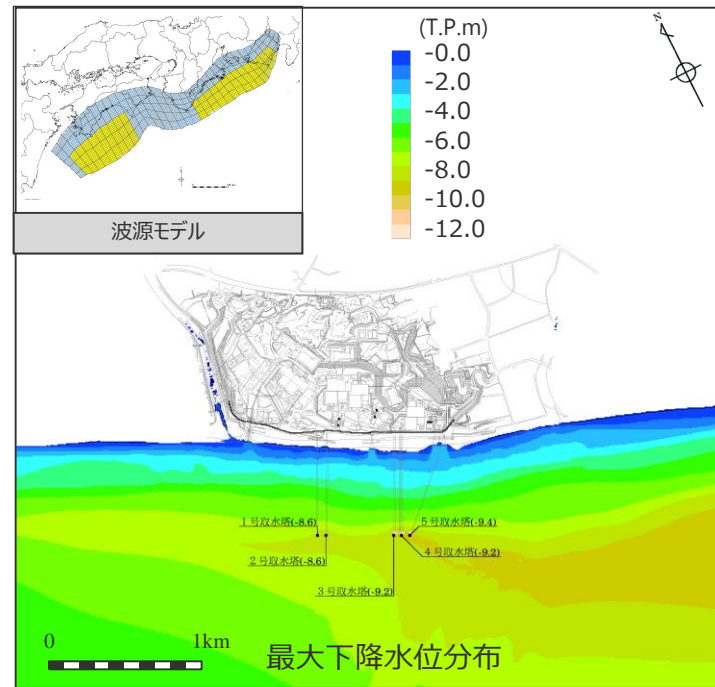 波源モデル
(T.P.m)
-0.0
-2.0
-4.0
-6.0
-8.0
-10.0
-12.0
N
1号取水塔(-8.6)
5号取水塔(-9.4)
2号取水塔(-8.6)
4号取水塔(-9.2)
3号取水塔(-9.2)
0 1km
最大下降水位分布